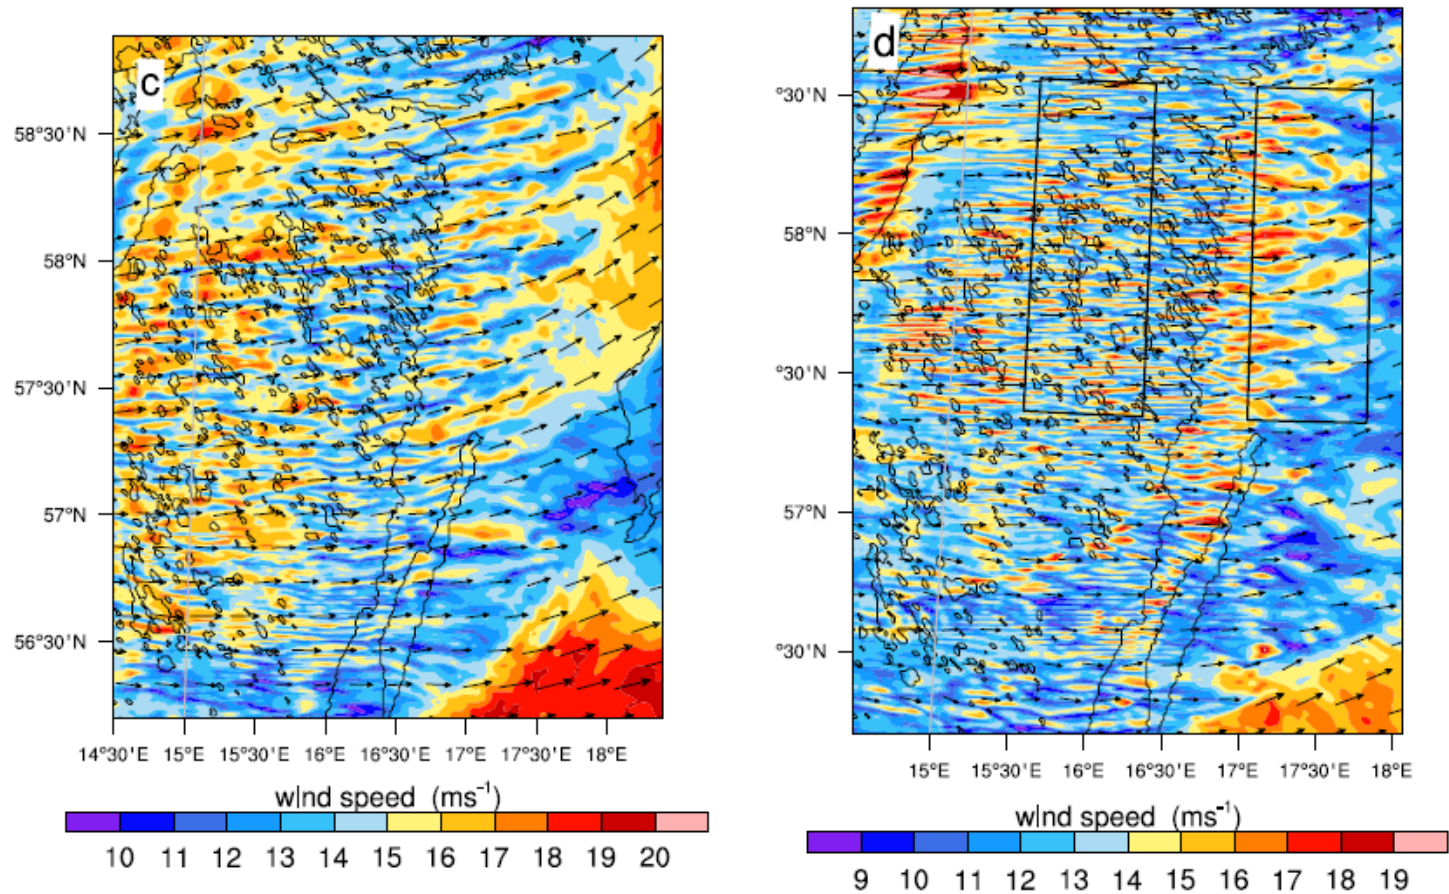 c
58°30'N
58°N
57°30'N
57°N
56°30'N
14°30'E 15°E 15°30'E 16°E 16°30'E 17°E 17°30'E 18°E
wind speed (ms⁻¹)
10 11 12 13 14 15 16 17 18 19 20
d
°30'N
58°N
°30'N
57°N
°30'N
15°E 15°30'E 16°E 16°30'E 17°E 17°30'E 18°E
wind speed (ms⁻¹)
9 10 11 12 13 14 15 16 17 18 19